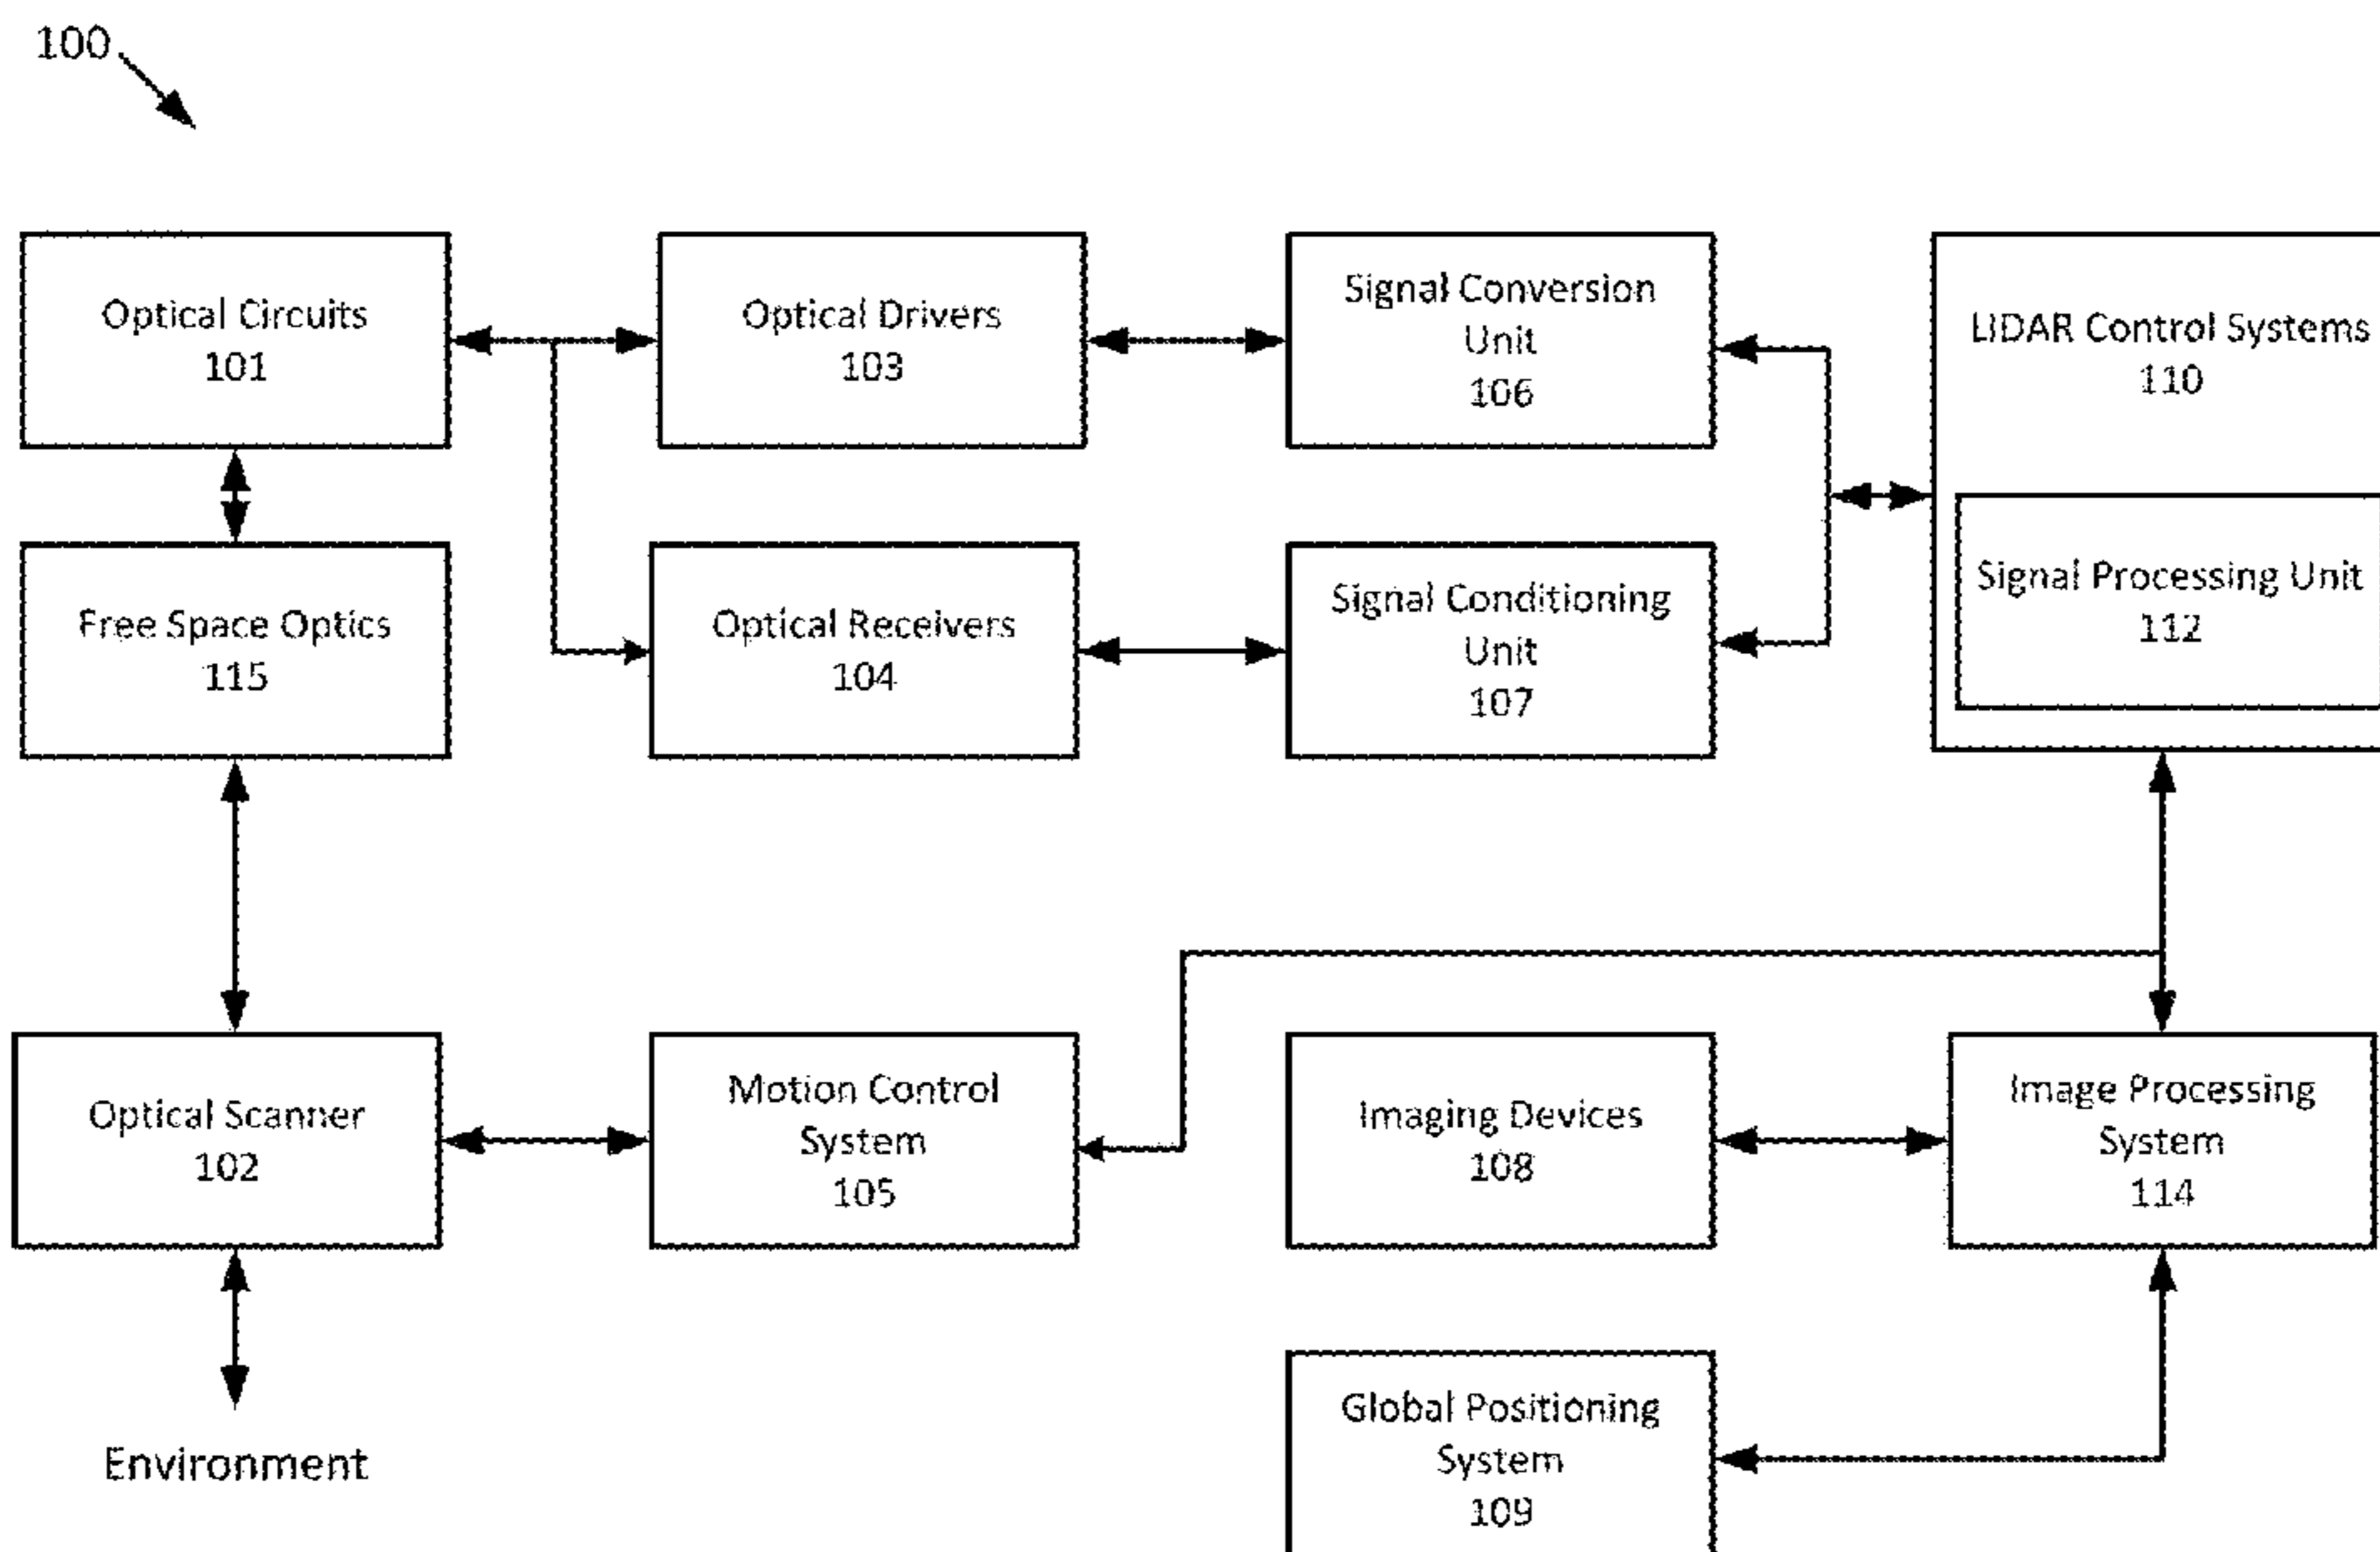 100
Optical Circuits
101
Optical Drivers
103
Signal Conversion
Unit
106
LIDAR Control Systems
110
Free Space Optics
115
Optical Receivers
104
Signal Conditioning
Unit
107
Signal Processing Unit
112
Optical Scanner
102
Motion Control
System
105
Imaging Devices
108
Image Processing
System
114
Environment
Global Positioning
System
109